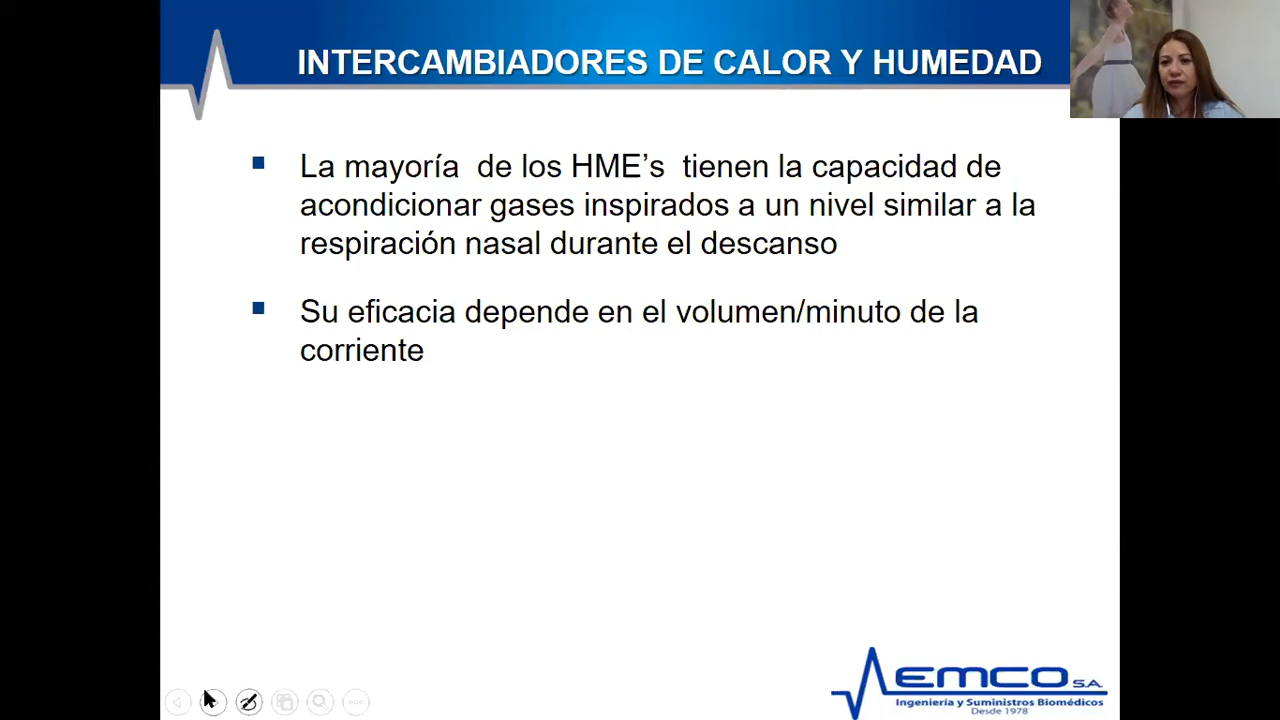 INTERCAMBIADORES DE CALOR Y HUMEDAD
La mayoría de los HME’s tienen la capacidad de
acondicionar gases inspirados a un nivel similar a la
respiración nasal durante el descanso
Su eficacia depende en el volumen/minuto de la
corriente
EMCO S.A.
Ingeniería y Suministros Biomédicos
Desde 1978